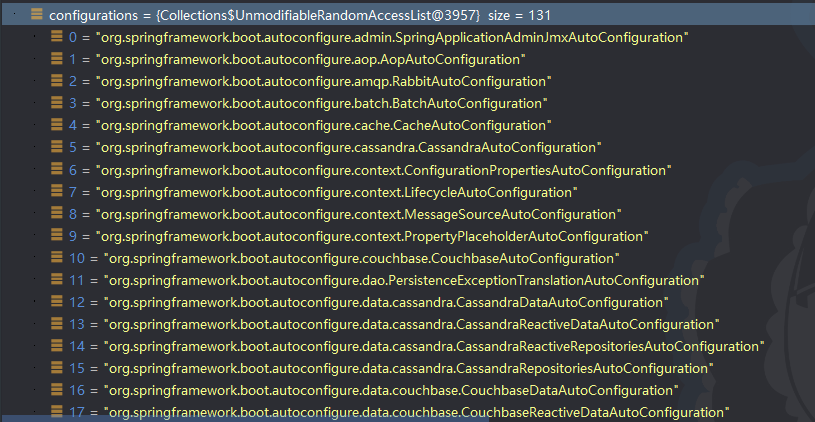 configurations = {Collections$UnmodifiableRandomAccessList@3957} size = 131
0 = "org.springframework.boot.autoconfigure.admin.SpringApplicationAdminJmxAutoConfiguration"
1 = "org.springframework.boot.autoconfigure.aop.AopAutoConfiguration"
2 = "org.springframework.boot.autoconfigure.amqp.RabbitAutoConfiguration"
3 = "org.springframework.boot.autoconfigure.batch.BatchAutoConfiguration"
4 = "org.springframework.boot.autoconfigure.cache.CacheAutoConfiguration"
5 = "org.springframework.boot.autoconfigure.cassandra.CassandraAutoConfiguration"
6 = "org.springframework.boot.autoconfigure.context.ConfigurationPropertiesAutoConfiguration"
7 = "org.springframework.boot.autoconfigure.context.LifecycleAutoConfiguration"
8 = "org.springframework.boot.autoconfigure.context.MessageSourceAutoConfiguration"
9 = "org.springframework.boot.autoconfigure.context.PropertyPlaceholderAutoConfiguration"
10 = "org.springframework.boot.autoconfigure.couchbase.CouchbaseAutoConfiguration"
11 = "org.springframework.boot.autoconfigure.dao.PersistenceExceptionTranslationAutoConfiguration"
12 = "org.springframework.boot.autoconfigure.data.cassandra.CassandraDataAutoConfiguration"
13 = "org.springframework.boot.autoconfigure.data.cassandra.CassandraReactiveDataAutoConfiguration"
14 = "org.springframework.boot.autoconfigure.data.cassandra.CassandraReactiveRepositoriesAutoConfiguration"
15 = "org.springframework.boot.autoconfigure.data.cassandra.CassandraRepositoriesAutoConfiguration"
16 = "org.springframework.boot.autoconfigure.data.couchbase.CouchbaseDataAutoConfiguration"
17 = "org.springframework.boot.autoconfigure.data.couchbase.CouchbaseReactiveDataAutoConfiguration"